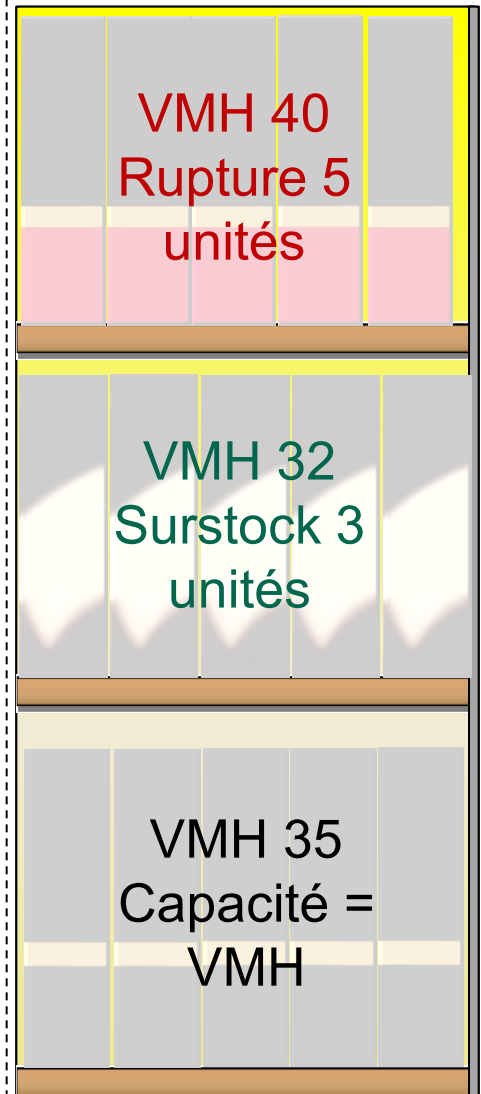 VMH 40
Rupture 5
unités
VMH 32
Surstock 3
unités
VMH 35
Capacité =
VMH